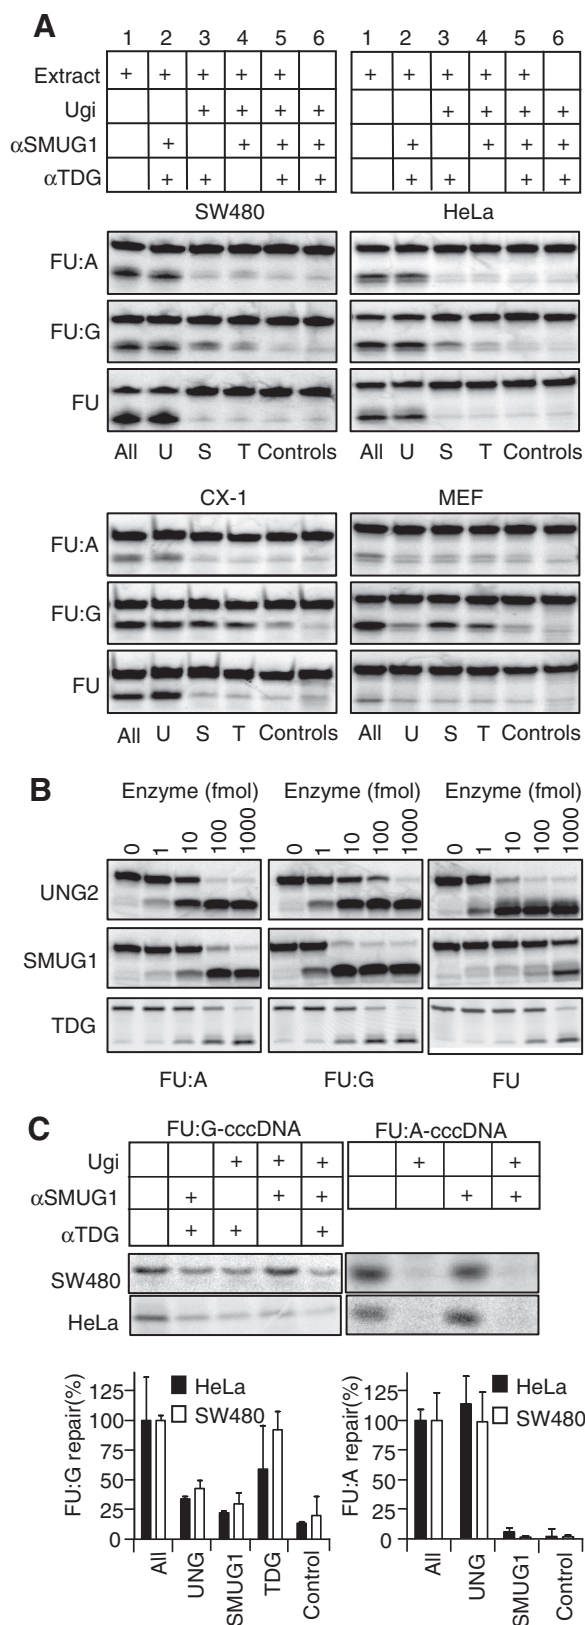 A
1 2 3 4 5 6 1 2 3 4 5 6
Extract + + + + + + + + + +
Ugi + + + + + + + +
αSMUG1 + + + + + + + +
αTDG + + + + + + + +
SW480 HeLa
FU:A
FU:G
FU
All U S T Controls All U S T Controls
CX-1 MEF
FU:A
FU:G
FU
All U S T Controls All U S T Controls
B
Enzyme (fmol) Enzyme (fmol) Enzyme (fmol)
0 1 10 100 1000 0 1 10 100 1000 0 1 10 100 1000
UNG2
SMUG1
TDG
FU:A FU:G FU
C
FU:G-cccDNA FU:A-cccDNA
Ugi + + + + +
αSMUG1 + + + + +
αTDG + + +
SW480
HeLa
FU:G repair(%)
125
100
75
50
25
0
HeLa
SW480
All UNG SMUG1 TDG Control
FU:A repair(%)
125
100
75
50
25
0
HeLa
SW480
All UNG SMUG1 Control